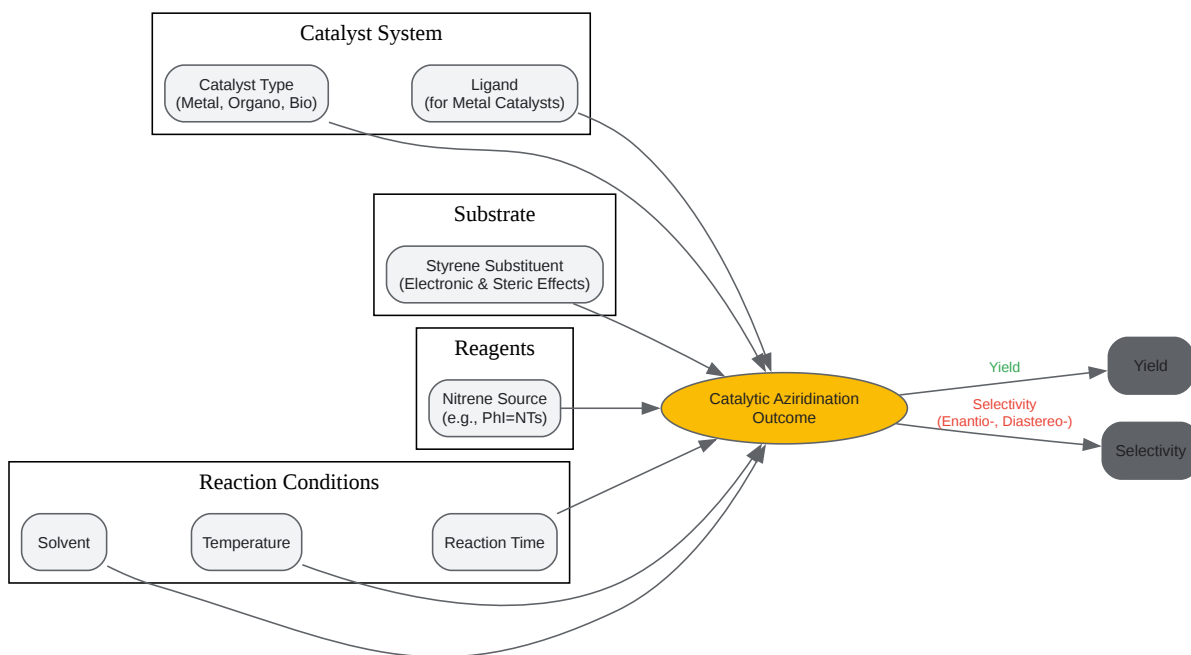 Catalyst System
Catalyst Type
(Metal, Organo, Bio)
Ligand
(for Metal Catalysts)
Substrate
Styrene Substituent
(Electronic & Steric Effects)
Reagents
Nitrene Source
(e.g., PhI=NTs)
Reaction Conditions
Solvent
Temperature
Reaction Time
Catalytic Aziridination
Outcome
Yield
Selectivity
(Enantio-, Diastereo-)
Yield
Selectivity